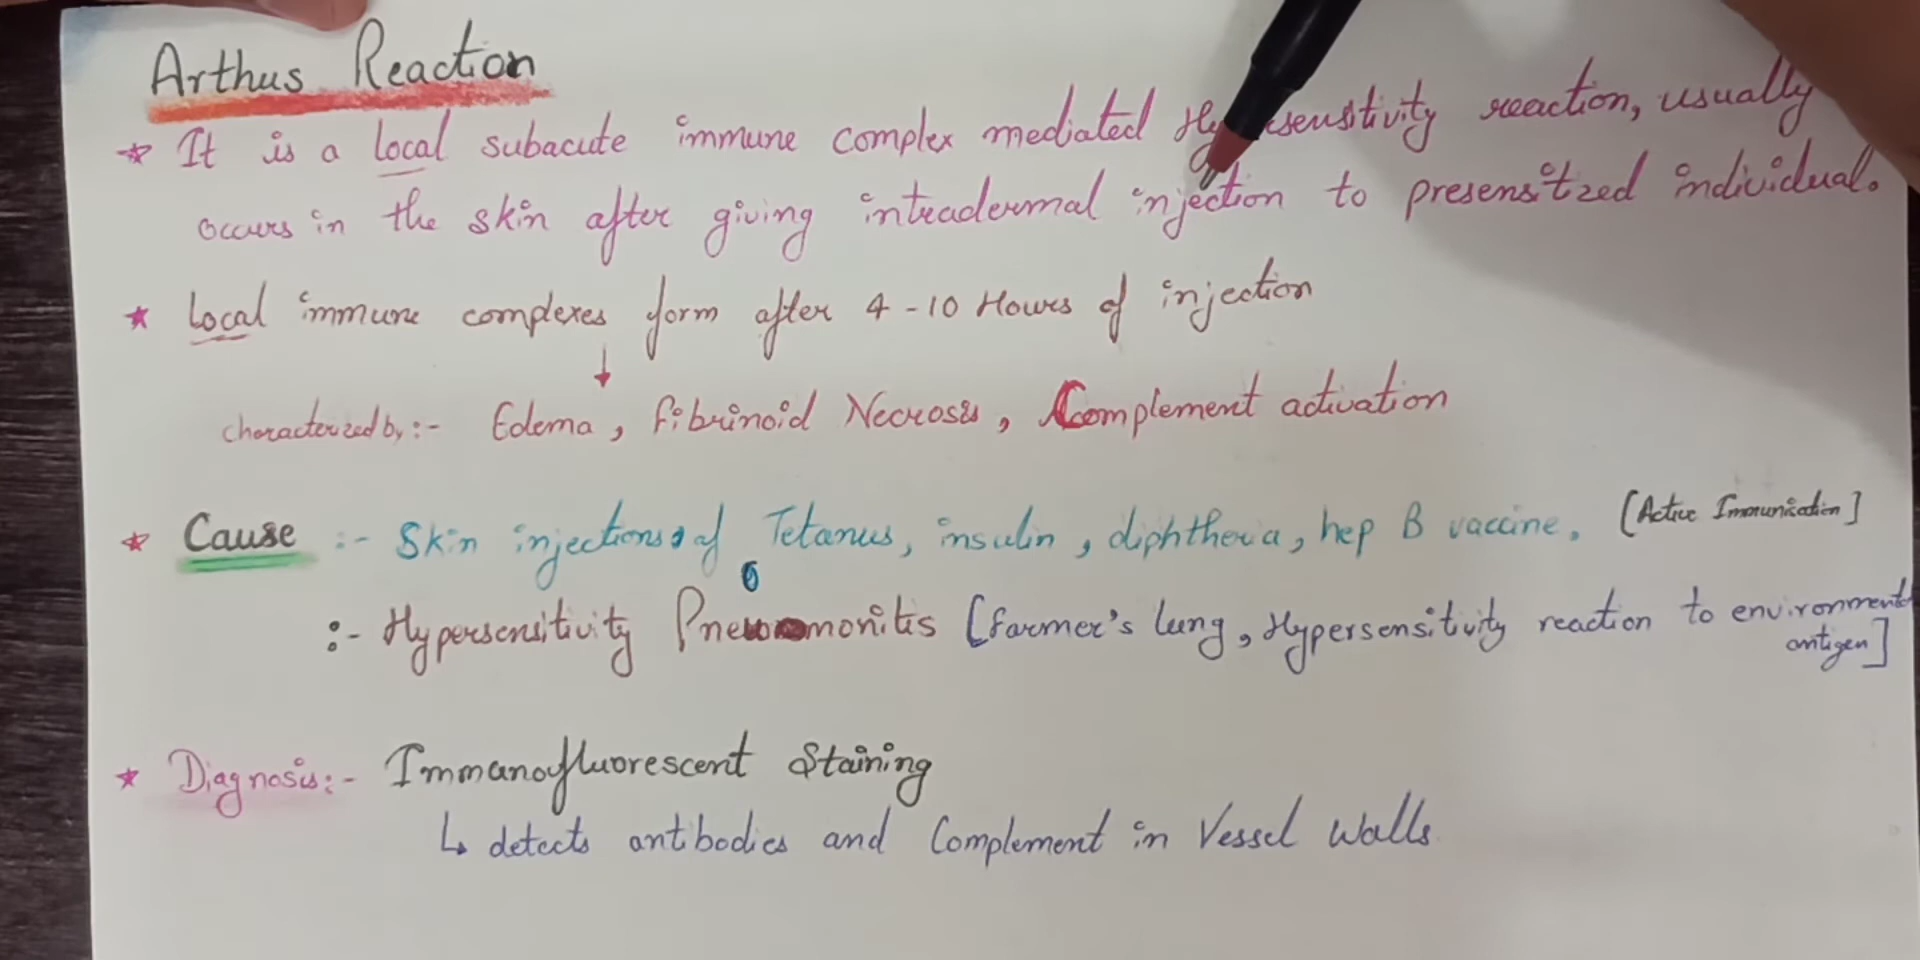 Arthus Reaction
* It is a local subacute immune complex mediated sensitivity reaction, usually
occurs in the skin after giving intradermal injection to presensitized individual.
* Local immune complexes form after 4-10 Hours of injection
↓
characterized by :- Edema, fibrinoid Necrosis, Complement activation
* Cause :- Skin injections of Tetanus, insulin, diphtheria, hep B vaccine. [Active Immunization]
:- Hypersensitivity Pneumonitis [farmer's lung, Hypersensitivity reaction to environmental
antigen]
* Diagnosis:- Immunofluorescent Staining
↳ detects antibodies and Complement in Vessel Walls